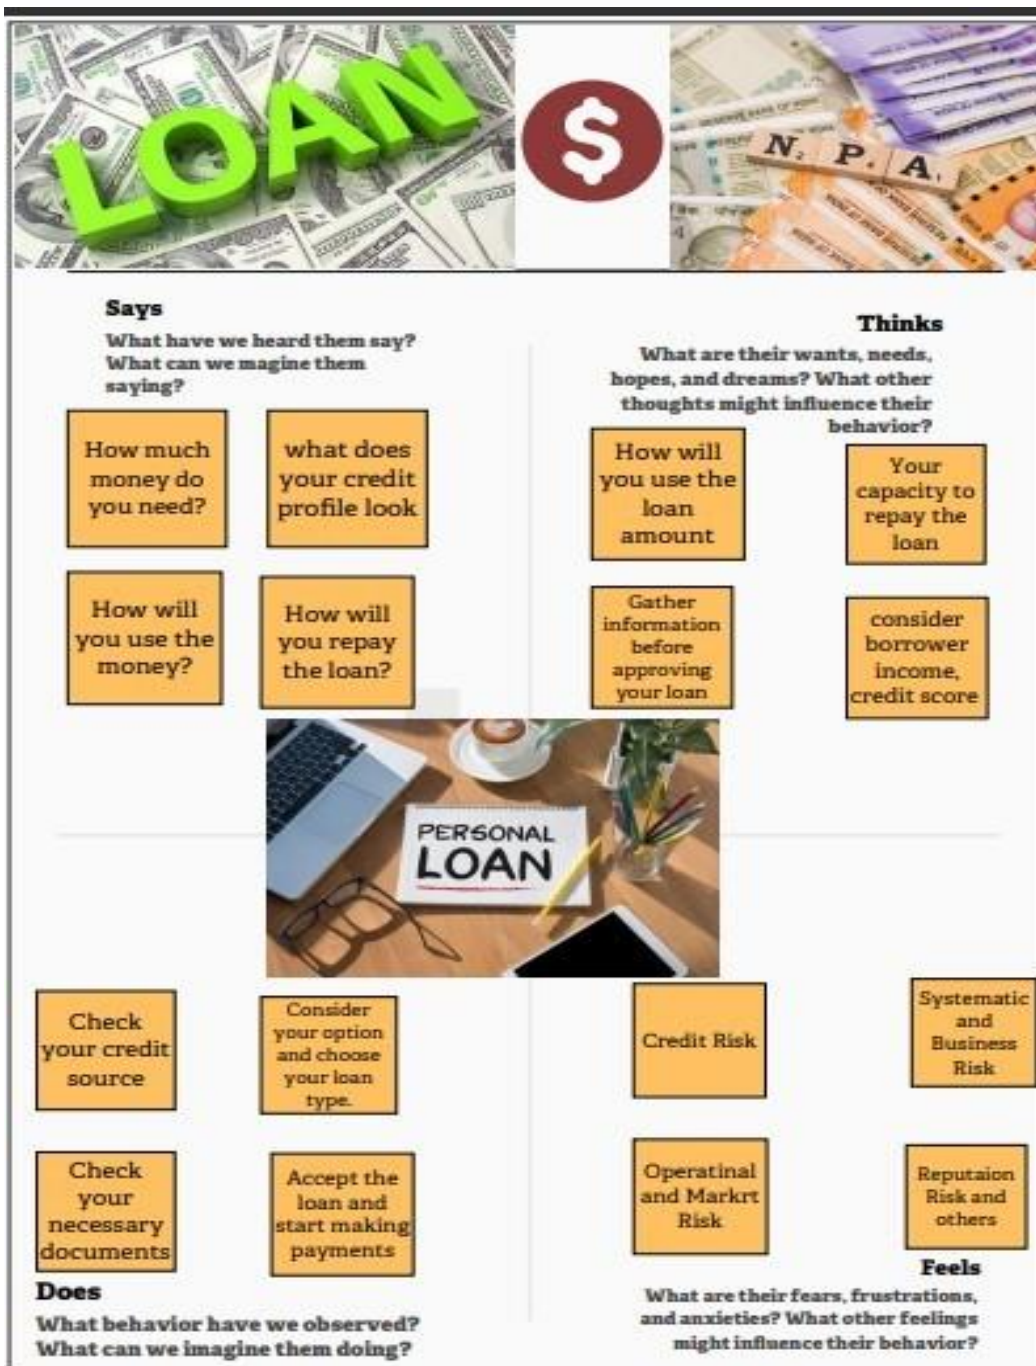 LOAN
$
N P A
Says
What have we heard them say?
What can we magine them
saying?
Thinks
What are their wants, needs,
hopes, and dreams? What other
thoughts might influence their
behavior?
How much
money do
you need?
what does
your credit
profile look
How will
you use the
loan
amount
Your
capacity to
repay the
loan
How will
you use the
money?
How will
you repay
the loan?
Gather
information
before
approving
your loan
consider
borrower
income,
credit score
PERSONAL
LOAN
Check
your credit
source
Consider
your option
and choose
your loan
type.
Credit Risk
Systematic
and
Business
Risk
Check
your
necessary
documents
Accept the
loan and
start making
payments
Operatinal
and Markrt
Risk
Reputaion
Risk and
others
Does
What behavior have we observed?
What can we imagine them doing?
Feels
What are their fears, frustrations,
and anxieties? What other feelings
might influence their behavior?